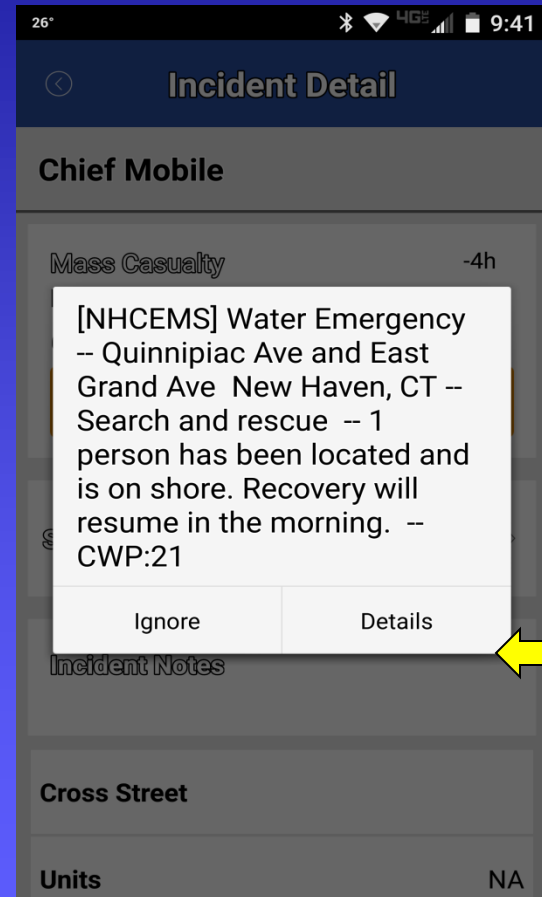 26° 4GE 9:41
Incident Detail
Chief Mobile
Mass Casualty -4h
[NHCEMS] Water Emergency
-- Quinnipiac Ave and East
Grand Ave New Haven, CT --
Search and rescue -- 1
person has been located and
is on shore. Recovery will
resume in the morning. --
CWP:21
Ignore Details
Incident Notes
Cross Street
Units NA